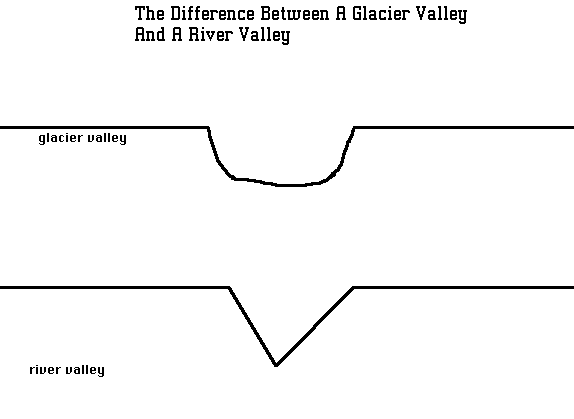 The Difference Between A Glacier Valley
And A River Valley
glacier valley
river valley